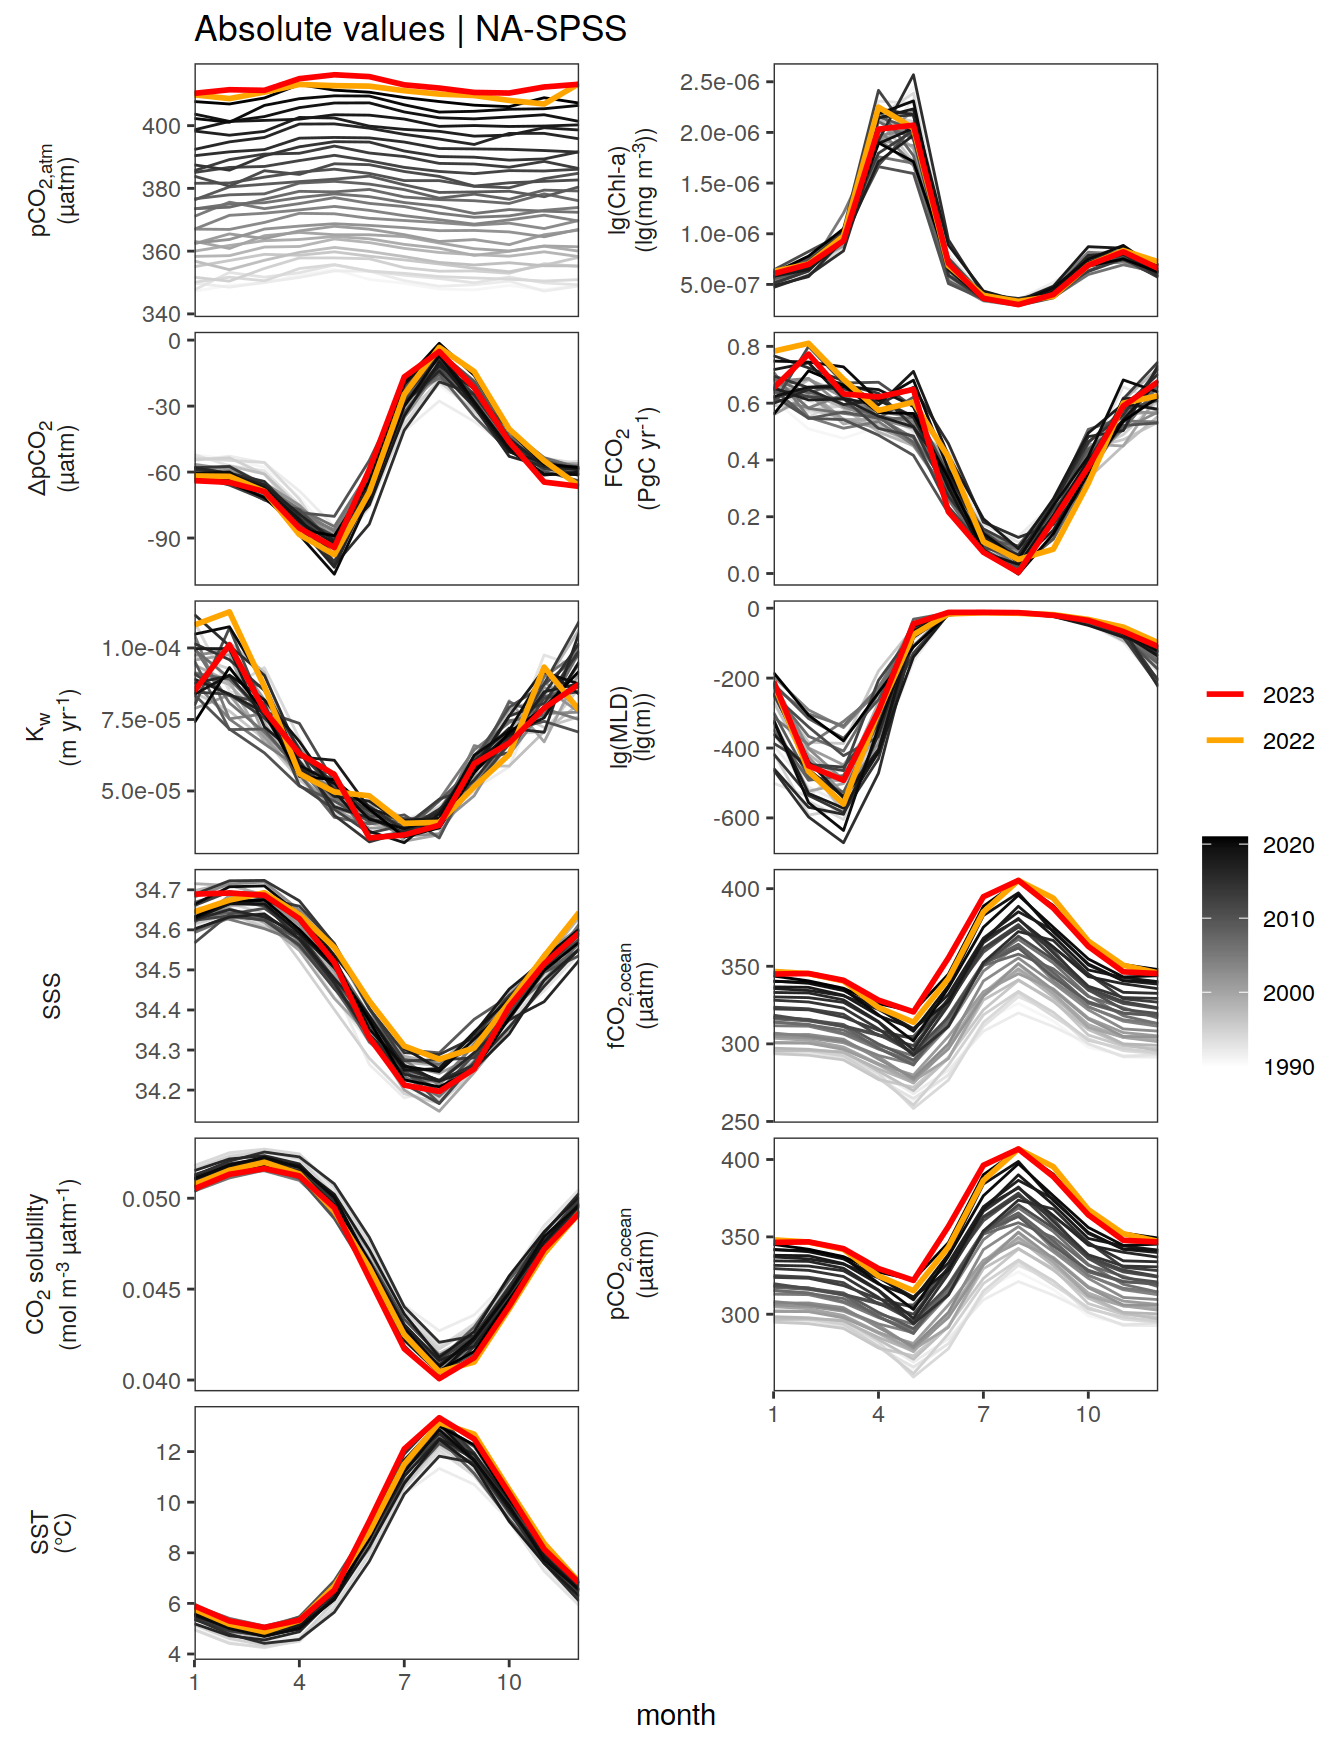 Absolute values | NA-SPSS
pCO2,atm
(µatm)
400
380
360
340
lg(Chl-a)
(lg(mg m-3))
2.5e-06
2.0e-06
1.5e-06
1.0e-06
5.0e-07
ΔpCO2
(µatm)
0
-30
-60
-90
FCO2
(PgC yr-1)
0.8
0.6
0.4
0.2
0.0
Kw
(m yr-1)
1.0e-04
7.5e-05
5.0e-05
lg(MLD)
(lg(m))
0
-200
-400
-600
SSS
34.7
34.6
34.5
34.4
34.3
34.2
fCO2,ocean
(µatm)
400
350
300
250
CO2 solubility
(mol m-3 µatm-1)
0.050
0.045
0.040
pCO2,ocean
(µatm)
400
350
300
1 4 7 10
SST
(°C)
12
10
8
6
4
1 4 7 10
month
2023
2022
2020
2010
2000
1990